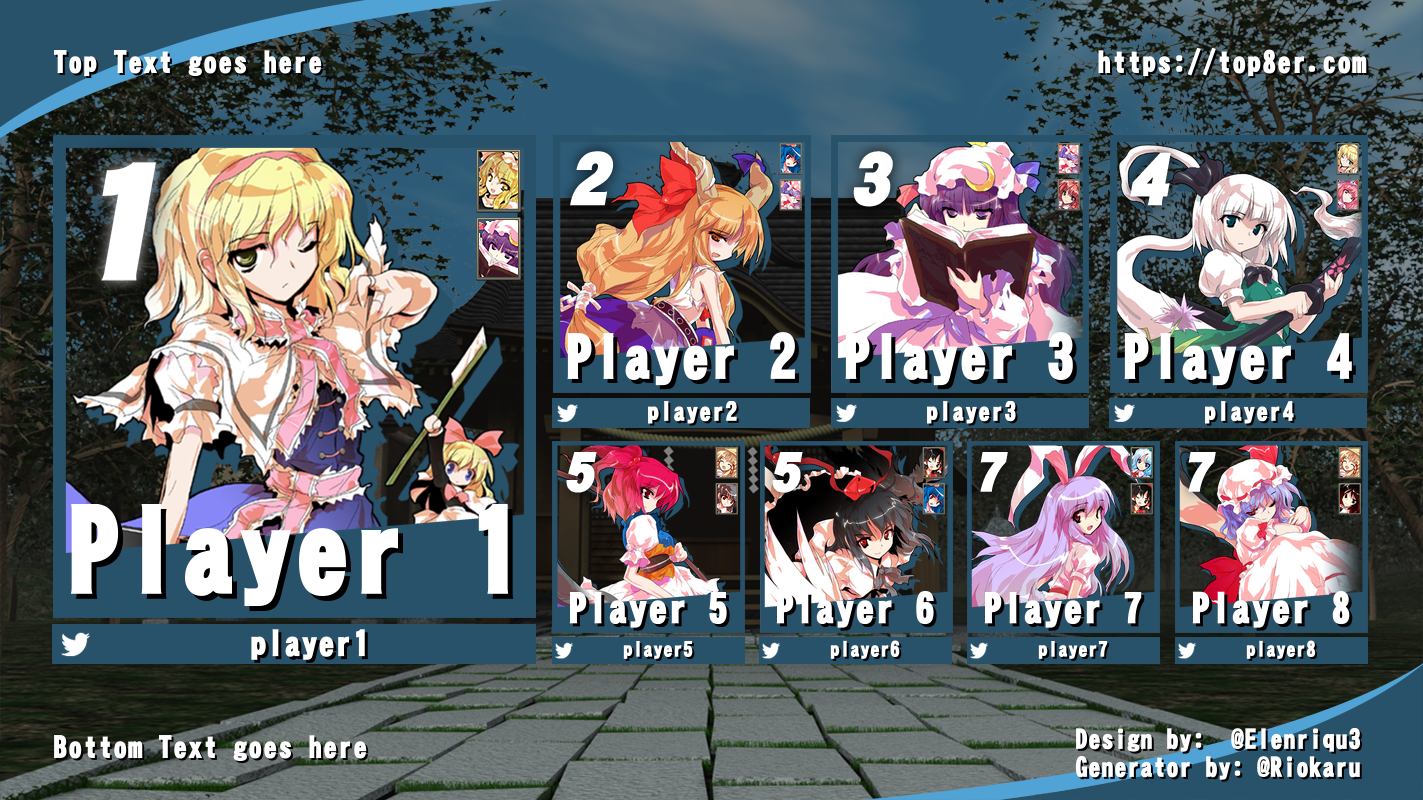 Top Text goes here
https://top8er.com
1
Player 1
player1
2
Player 2
player2
3
Player 3
player3
4
Player 4
player4
5
Player 5
player5
5
Player 6
player6
7
Player 7
player7
7
Player 8
player8
Bottom Text goes here
Design by: @Elenriqu3
Generator by: @Riokaru